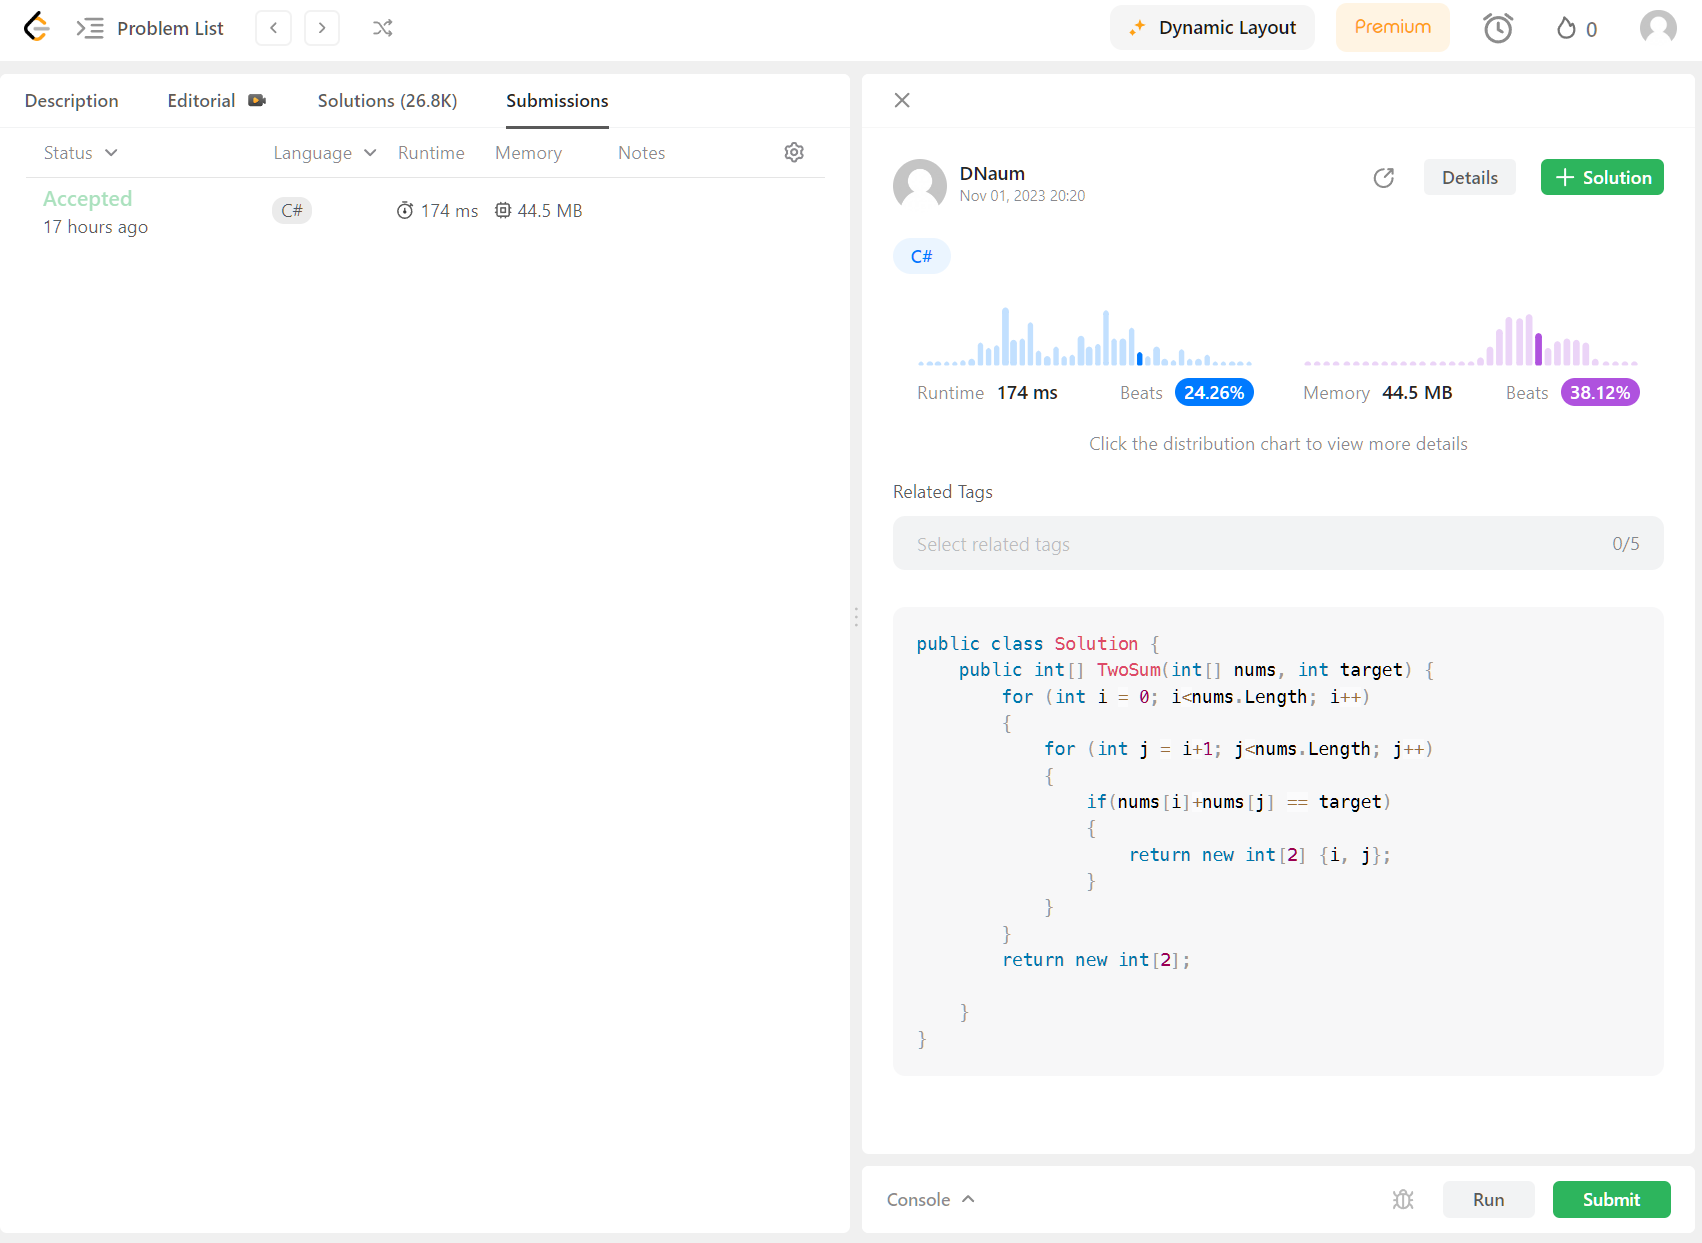 Problem List
Dynamic Layout
Premium
0
Description
Editorial
Solutions (26.8K)
Submissions
Status
Language
Runtime
Memory
Notes
Accepted
17 hours ago
C#
174 ms
44.5 MB
DNaum
Nov 01, 2023 20:20
Details
Solution
C#
Runtime 174 ms
Beats 24.26%
Memory 44.5 MB
Beats 38.12%
Click the distribution chart to view more details
Related Tags
Select related tags
0/5
public class Solution {
    public int[] TwoSum(int[] nums, int target) {
        for (int i = 0; i<nums.Length; i++)
        {
            for (int j = i+1; j<nums.Length; j++)
            {
                if(nums[i]+nums[j] == target)
                {
                    return new int[2] {i, j};
                }
            }
        }
        return new int[2];
    }
}
Console
Run
Submit